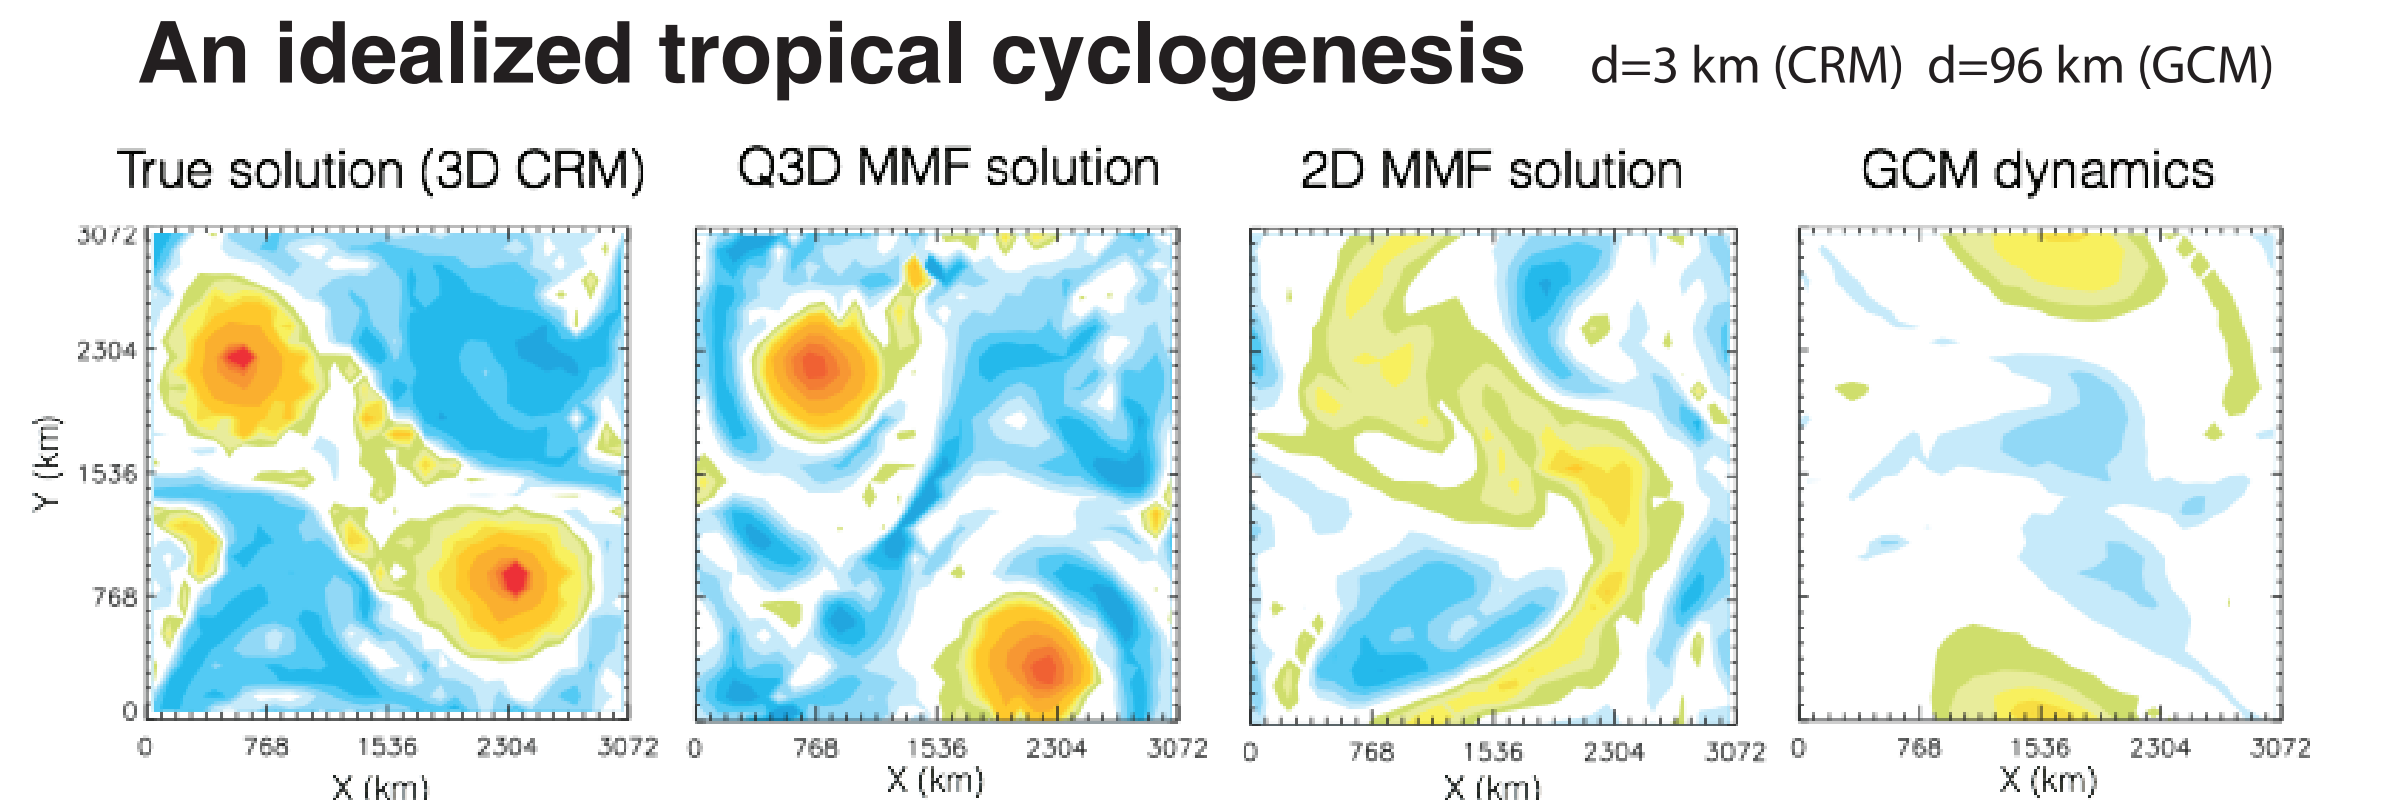 An idealized tropical cyclogenesis d=3 km (CRM) d=96 km (GCM)
True solution (3D CRM)
Q3D MMF solution
2D MMF solution
GCM dynamics
Y (km)
3072
2304
1536
768
0
0 768 1536 2304 3072
X (km)
0 768 1536 2304 3072
X (km)
0 768 1536 2304 3072
X (km)
0 768 1536 2304 3072
X (km)